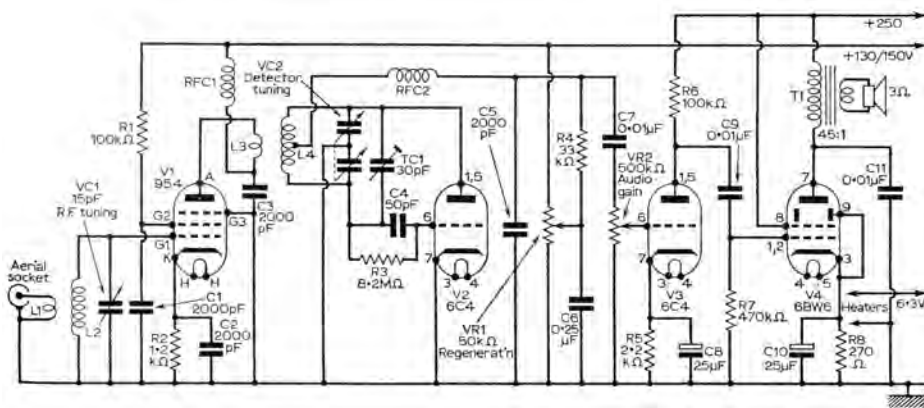 +250
+130/150V
RFC1
VC2
Detector
tuning
RFC2
R1
100kΩ
V1
954
VC1
15pF
R.F. tuning
A
G2
G1
K
G3
H
H
L3
C3
2000
pF
L4
TC1
30pF
C4
50pF
R3
8·2MΩ
1,5
6
7
3
4
V2
6C4
C5
2000
pF
R4
33
kΩ
C7
0·01µF
VR2
500kΩ
Audio
gain
VR1
50kΩ
Regenerat'n
C6
0·25
µF
R6
100kΩ
C9
0·01µF
1,5
6
7
3
4
V3
6C4
R5
2·2
kΩ
C8
25µF
R7
470kΩ
T1
3Ω
45:1
C11
0·01µF
7
9
8
1,2
3
4
5
V4
6BW6
Heaters
6·3V
C10
25µF
R8
270
Ω
Aerial
socket
L1
L2
C1
2000pF
R2
1·2
kΩ
C2
2000
pF